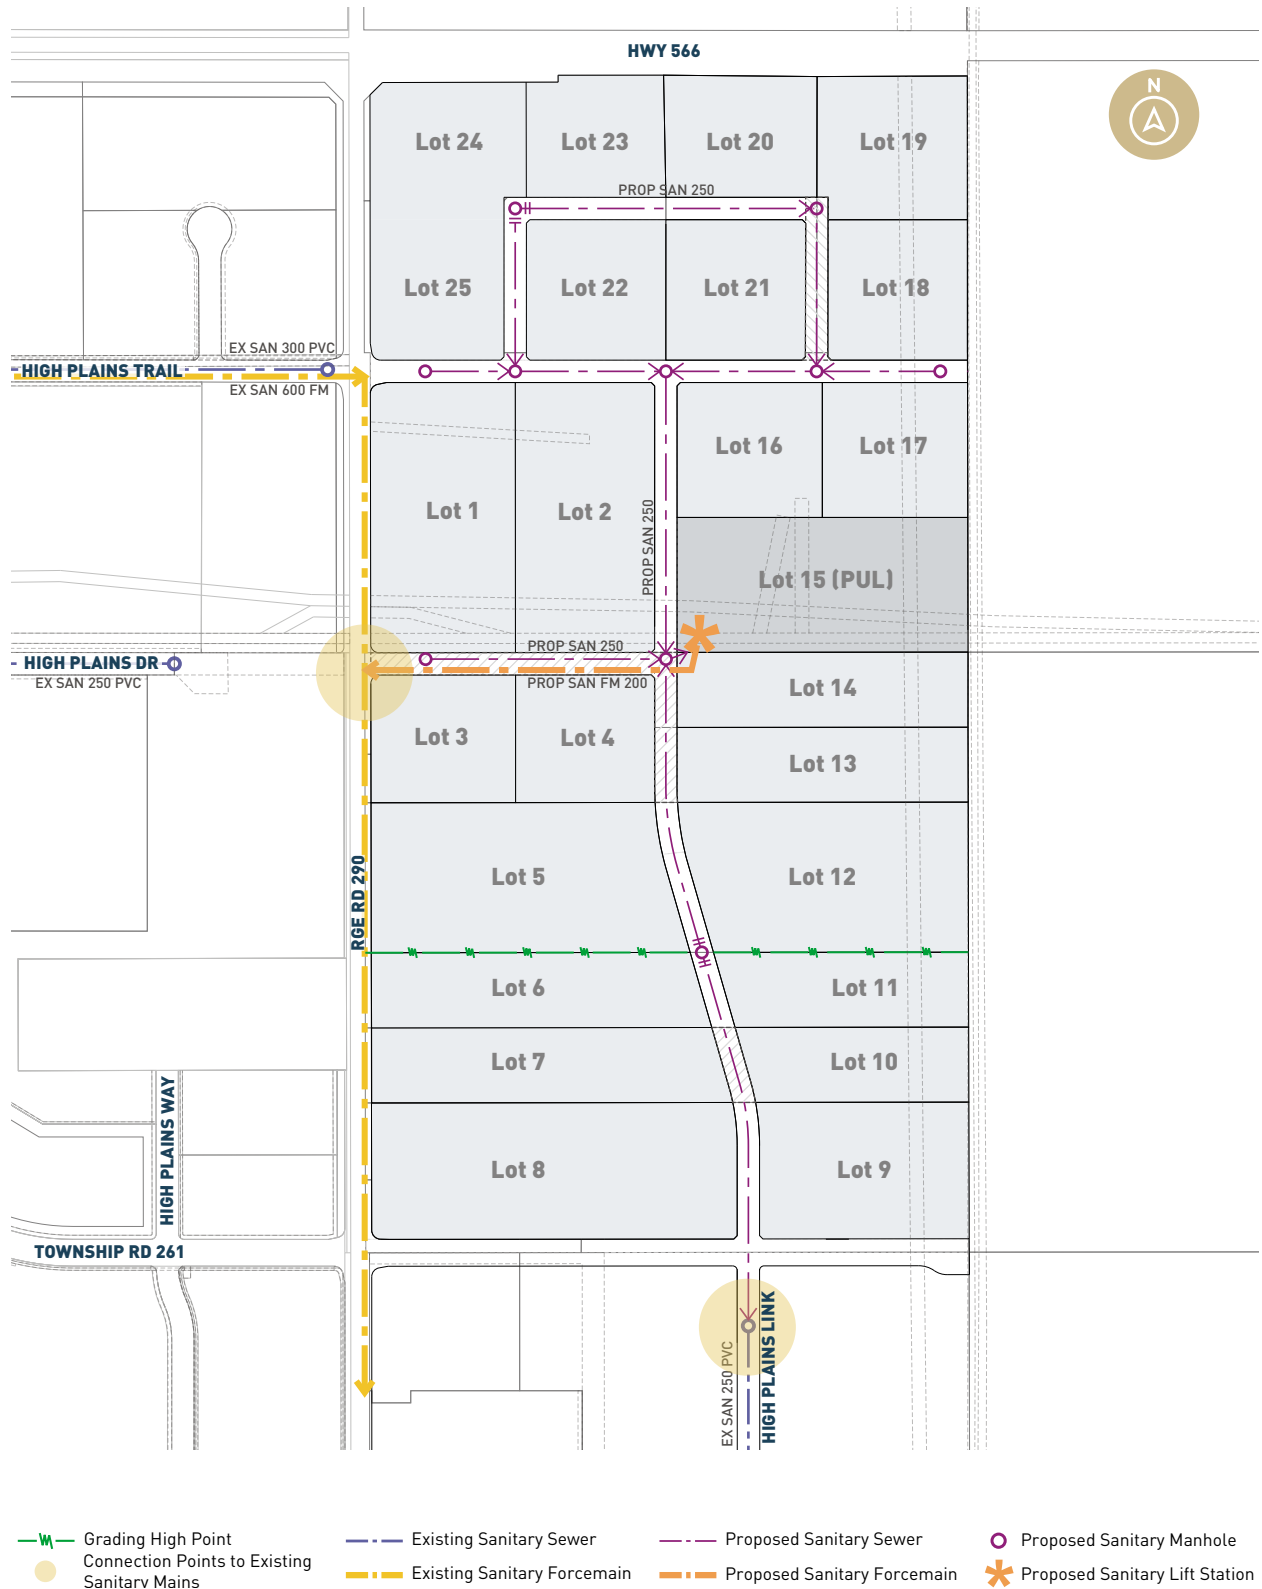 HWY 566
N
Lot 24
Lot 23
Lot 20
Lot 19
PROP SAN 250
Lot 25
Lot 22
Lot 21
Lot 18
EX SAN 300 PVC
HIGH PLAINS TRAIL
EX SAN 600 FM
Lot 16
Lot 17
Lot 1
Lot 2
PROP SAN 250
Lot 15 (PUL)
PROP SAN 250
HIGH PLAINS DR
EX SAN 250 PVC
PROP SAN FM 200
Lot 14
Lot 3
Lot 4
Lot 13
RGE RD 290
Lot 5
Lot 12
Lot 6
Lot 11
Lot 7
Lot 10
HIGH PLAINS WAY
Lot 8
Lot 9
TOWNSHIP RD 261
EX SAN 250 PVC
HIGH PLAINS LINK
Grading High Point
Connection Points to Existing
Sanitary Mains
Existing Sanitary Sewer
Existing Sanitary Forcemain
Proposed Sanitary Sewer
Proposed Sanitary Forcemain
Proposed Sanitary Manhole
Proposed Sanitary Lift Station